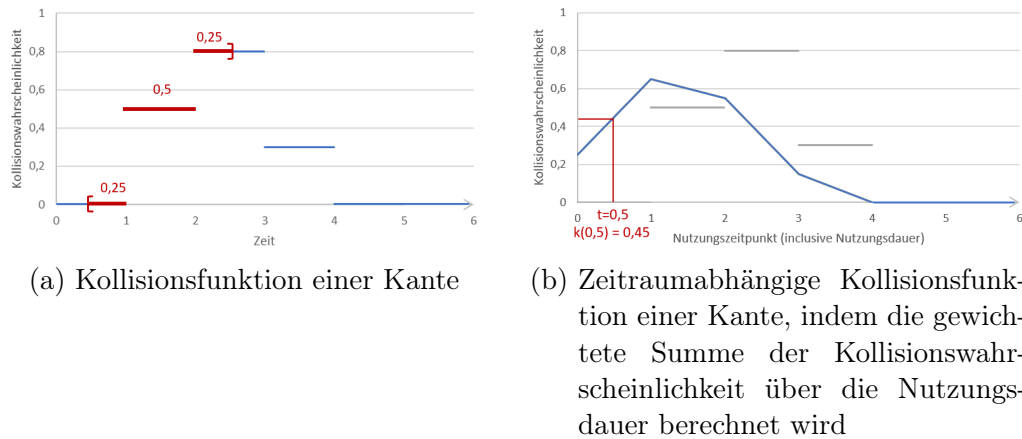 Kollisionswahrscheinlichkeit
1
0,8
0,6
0,4
0,2
0
0,25
0,5
0,25
0 1 2 3 4 5 6
Zeit
(a) Kollisionsfunktion einer Kante
Kollisionswahrscheinlichkeit
1
0,8
0,6
0,4
0,2
0
0 1 2 3 4 5 6
t=0,5
k(0,5) = 0,45
Nutzungszeitpunkt (inclusive Nutzungsdauer)
(b) Zeitraumabhängige Kollisionsfunk-
tion einer Kante, indem die gewich-
tete Summe der Kollisionswahr-
scheinlichkeit über die Nutzungs-
dauer berechnet wird